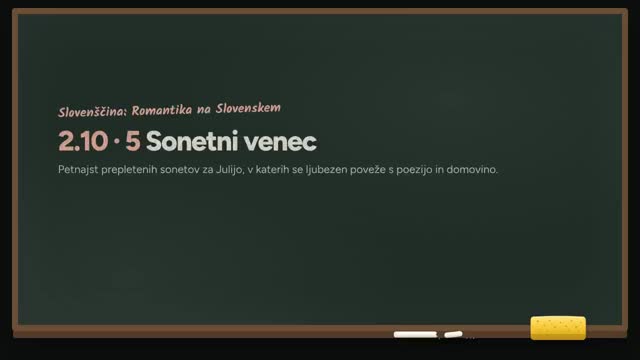 Slovenščina: Romantika na Slovenskem
2.10 · 5 Sonetni venec
Petnajst prepletenih sonetov za Julijo, v katerih se ljubezen poveže s poezijo in domovino.